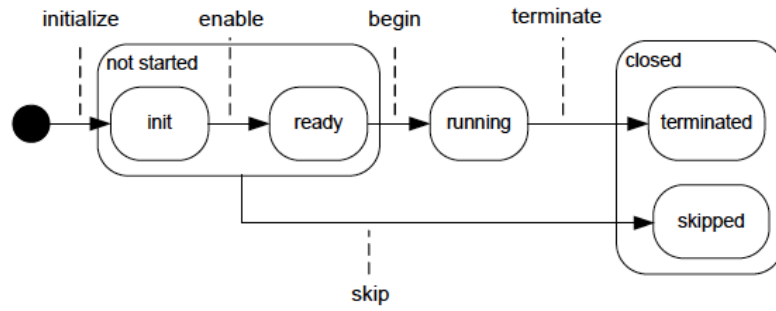 initialize
enable
begin
terminate
not started
closed
init
ready
running
terminated
skipped
skip